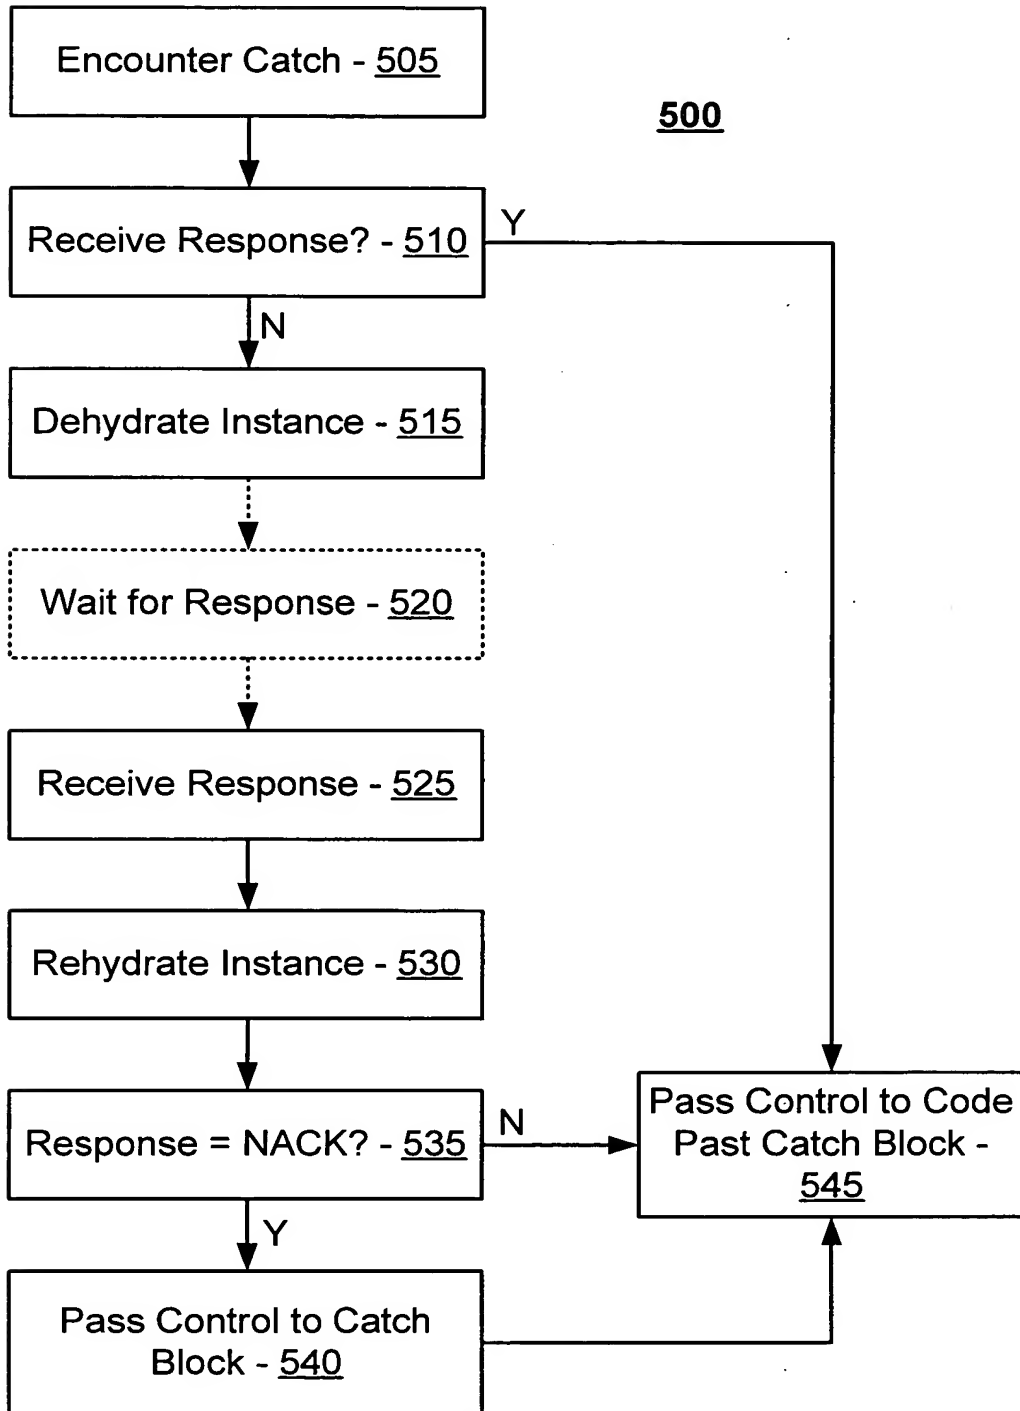 Encounter Catch - 505
500
Receive Response? - 510
Y
N
Dehydrate Instance - 515
Wait for Response - 520
Receive Response - 525
Rehydrate Instance - 530
Response = NACK? - 535
N
Pass Control to Code
Past Catch Block -
545
Y
Pass Control to Catch
Block - 540